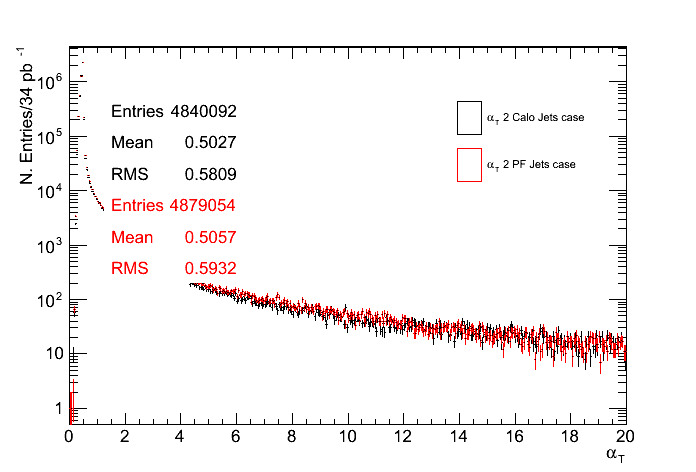 N. Entries/34 pb⁻¹
10⁶
10⁵
10⁴
10³
10²
10
1
Entries 4840092
Mean 0.5027
RMS 0.5809
Entries 4879054
Mean 0.5057
RMS 0.5932
α_T 2 Calo Jets case
α_T 2 PF Jets case
0 2 4 6 8 10 12 14 16 18 20
α_T